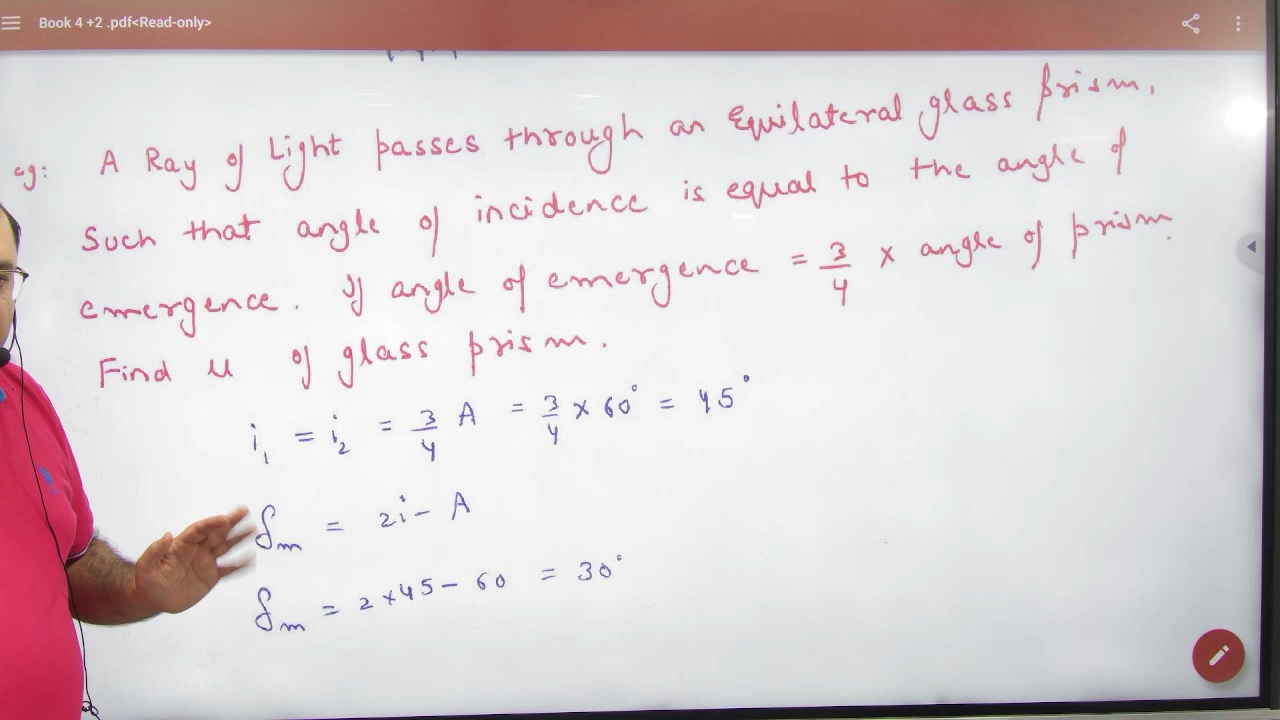 Book 4 +2 .pdf<Read-only>
eg: A Ray of Light passes through an Equilateral glass prism,
Such that angle of incidence is equal to the angle of
emergence. If angle of emergence = 3/4 x angle of prism.
Find μ of glass prism.
i₁ = i₂ = 3/4 A = 3/4 × 60° = 45°
δm = 2i - A
δm = 2 × 45 - 60 = 30°